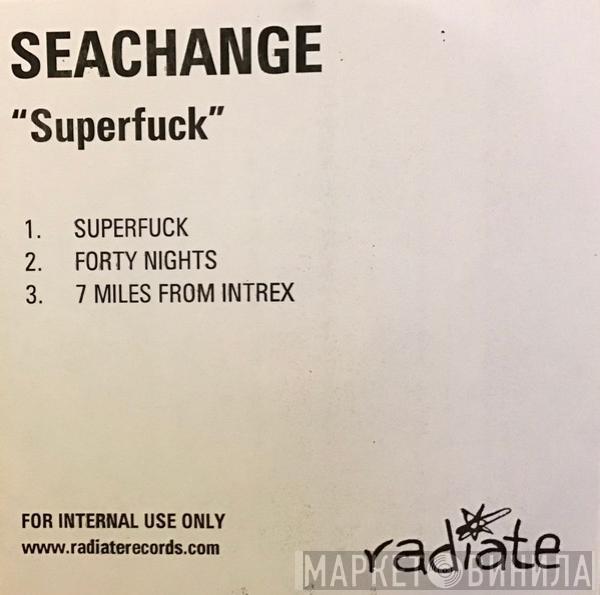 SEACHANGE
“Superfuck”
1. SUPERFUCK
2. FORTY NIGHTS
3. 7 MILES FROM INTREX
FOR INTERNAL USE ONLY
www.radiaterecords.com
radiate
МАРКЕТ ВИНИЛА